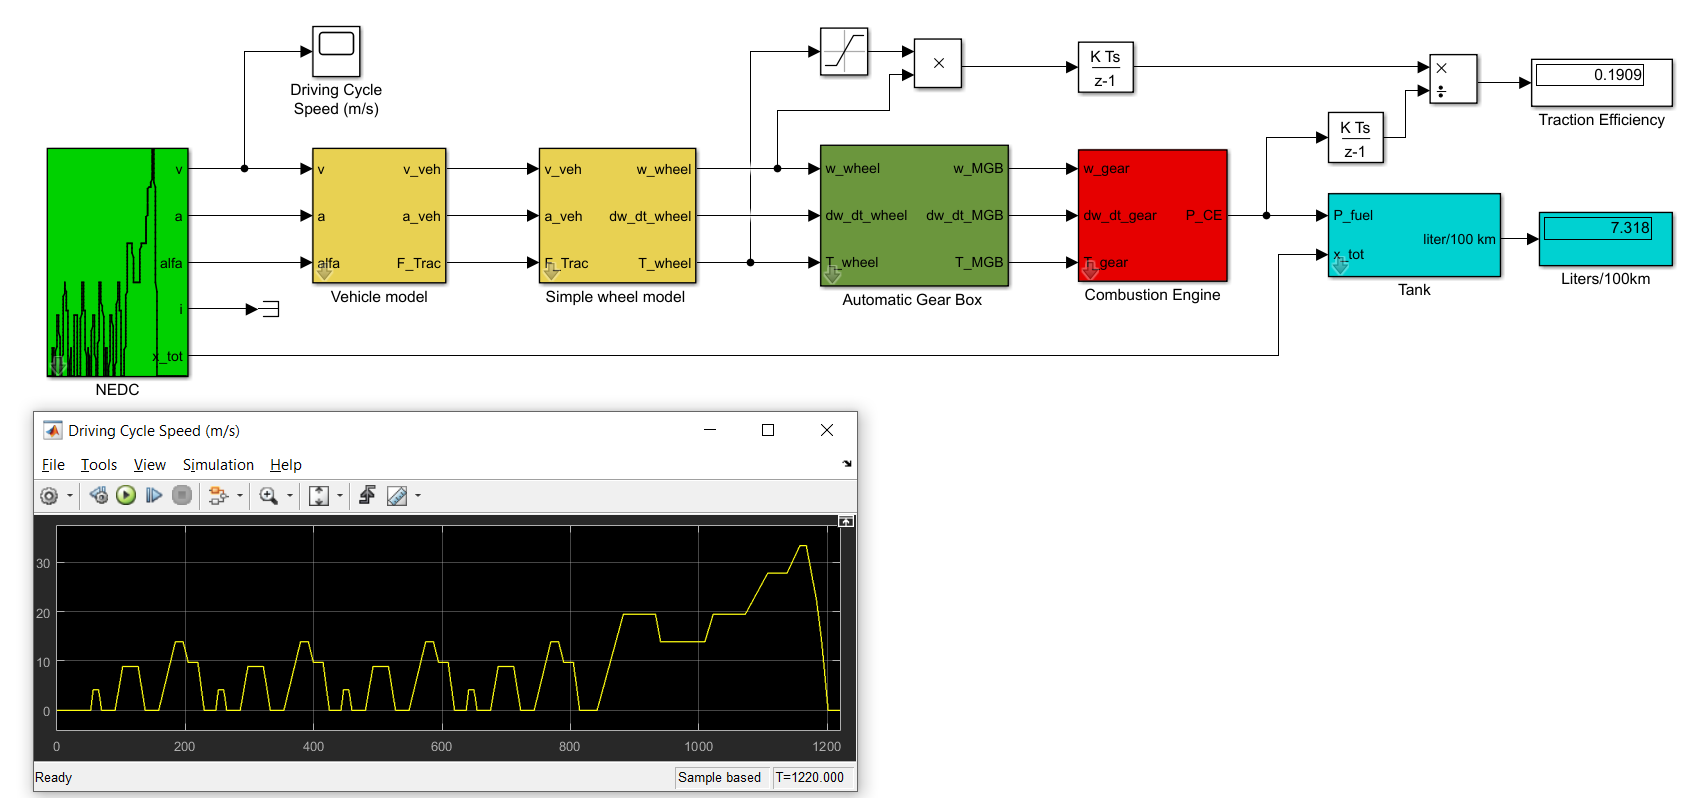 Driving Cycle
Speed (m/s)
×
K Ts
z-1
×
÷
0.1909
Traction Efficiency
K Ts
z-1
v
a
alfa
i
x_tot
NEDC
v
a
alfa
v_veh
a_veh
F_Trac
Vehicle model
v_veh
a_veh
F_Trac
w_wheel
dw_dt_wheel
T_wheel
Simple wheel model
w_wheel
dw_dt_wheel
T_wheel
w_MGB
dw_dt_MGB
T_MGB
Automatic Gear Box
w_gear
dw_dt_gear
T_gear
P_CE
Combustion Engine
P_fuel
x_tot
liter/100 km
Tank
7.318
Liters/100km
Driving Cycle Speed (m/s)
File Tools View Simulation Help
30
20
10
0
0 200 400 600 800 1000 1200
Ready Sample based T=1220.000